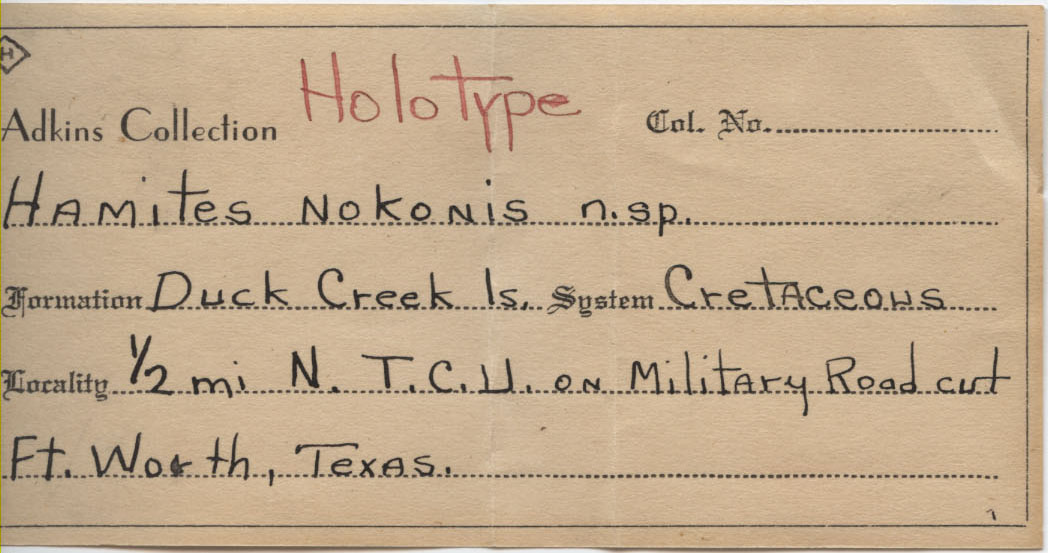 H
Holotype
Adkins Collection Col. No.
Hamites nokonis n.sp.
Formation Duck Creek ls. System Cretaceous
Locality 1/2 mi N. T.C.U. on Military Road cut
Ft. Worth, Texas.